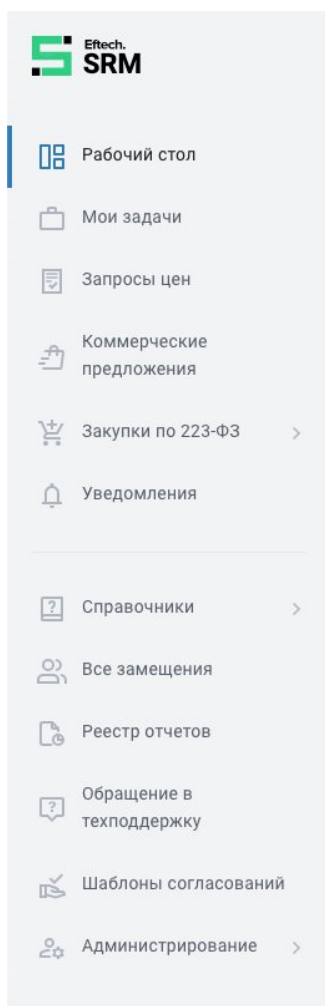 Eftech.
SRM
Рабочий стол
Мои задачи
Запросы цен
Коммерческие
предложения
Закупки по 223-ФЗ
Уведомления
Справочники
Все замещения
Реестр отчетов
Обращение в
техподдержку
Шаблоны согласований
Администрирование